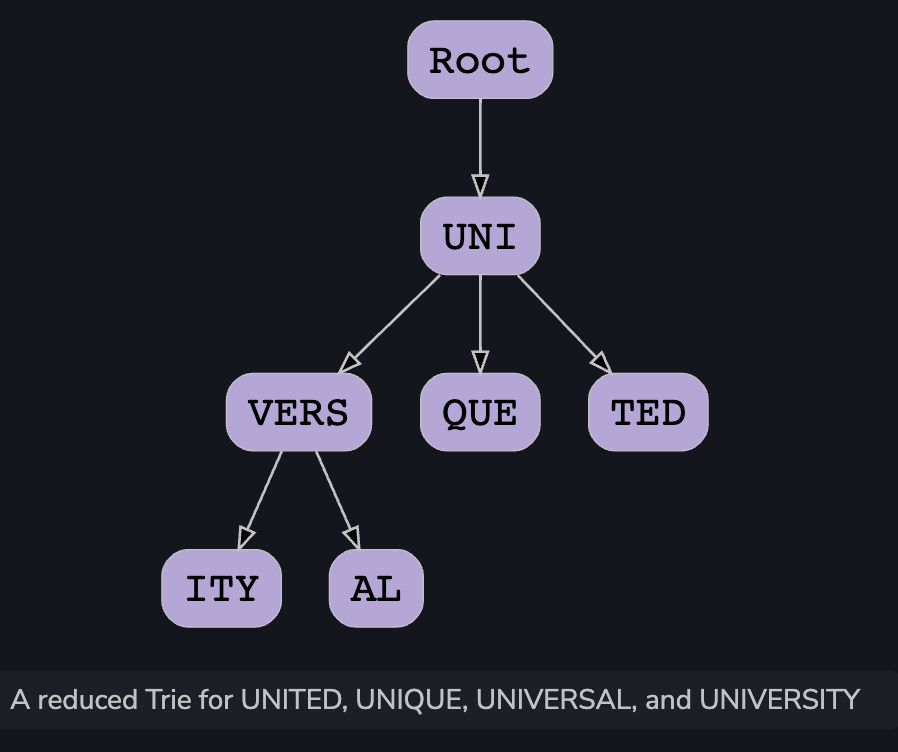 Root
UNI
VERS QUE TED
ITY AL
A reduced Trie for UNITED, UNIQUE, UNIVERSAL, and UNIVERSITY